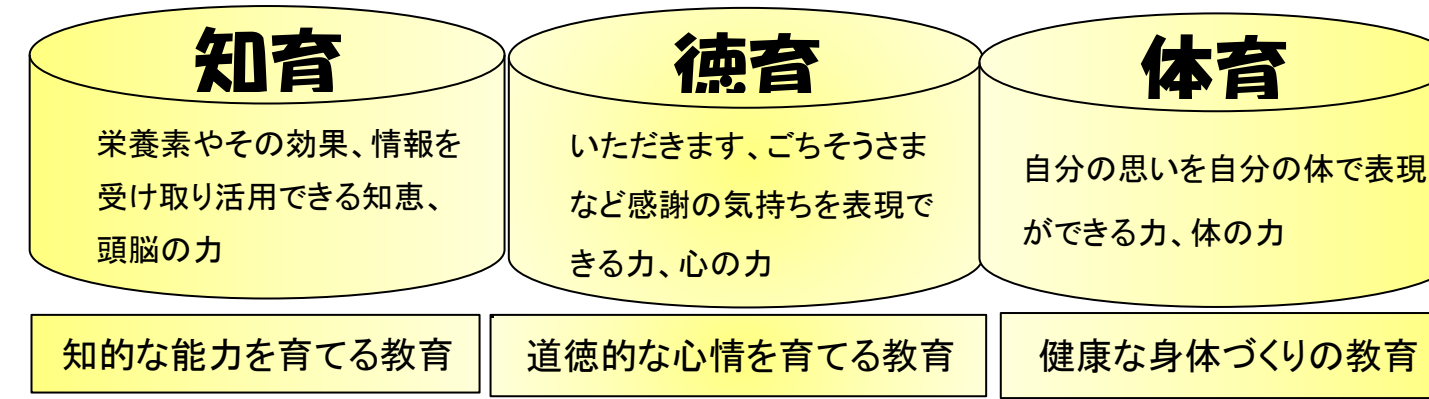 知育
栄養素やその効果、情報を
受け取り活用できる知恵、
頭脳の力
知的な能力を育てる教育
徳育
いただきます、ごちそうさま
など感謝の気持ちを表現で
きる力、心の力
道徳的な心情を育てる教育
体育
自分の思いを自分の体で表現
ができる力、体の力
健康な身体づくりの教育